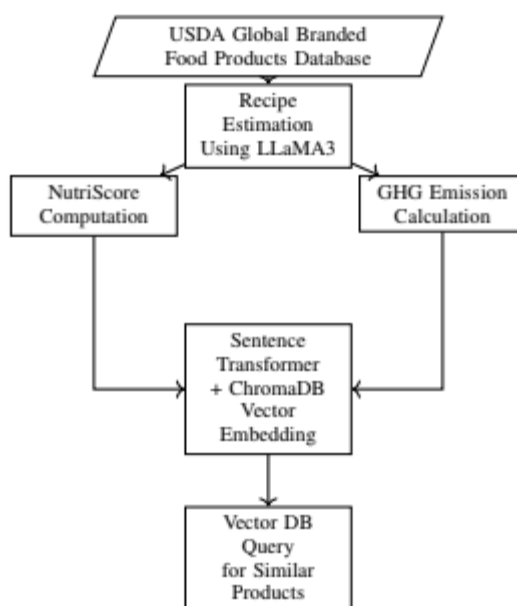 USDA Global Branded
Food Products Database
Recipe
Estimation
Using LLaMA3
NutriScore
Computation
GHG Emission
Calculation
Sentence
Transformer
+ ChromaDB
Vector
Embedding
Vector DB
Query
for Similar
Products